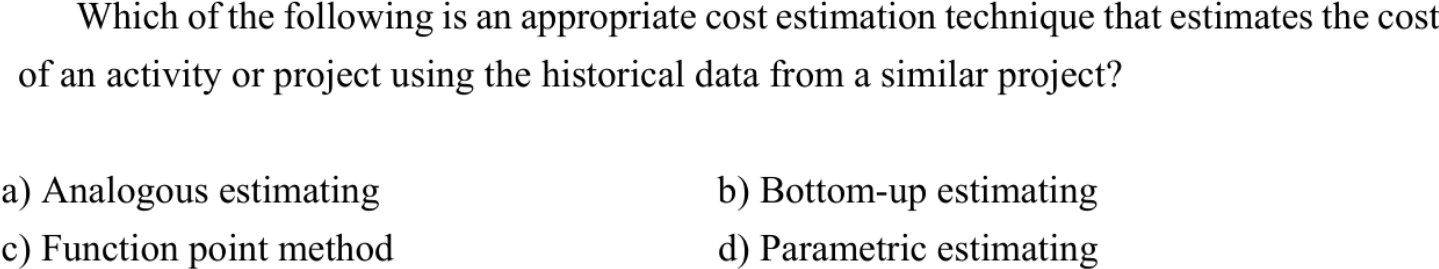 Which of the following is an appropriate cost estimation technique that estimates the cost
of an activity or project using the historical data from a similar project?
a) Analogous estimating b) Bottom-up estimating
c) Function point method d) Parametric estimating